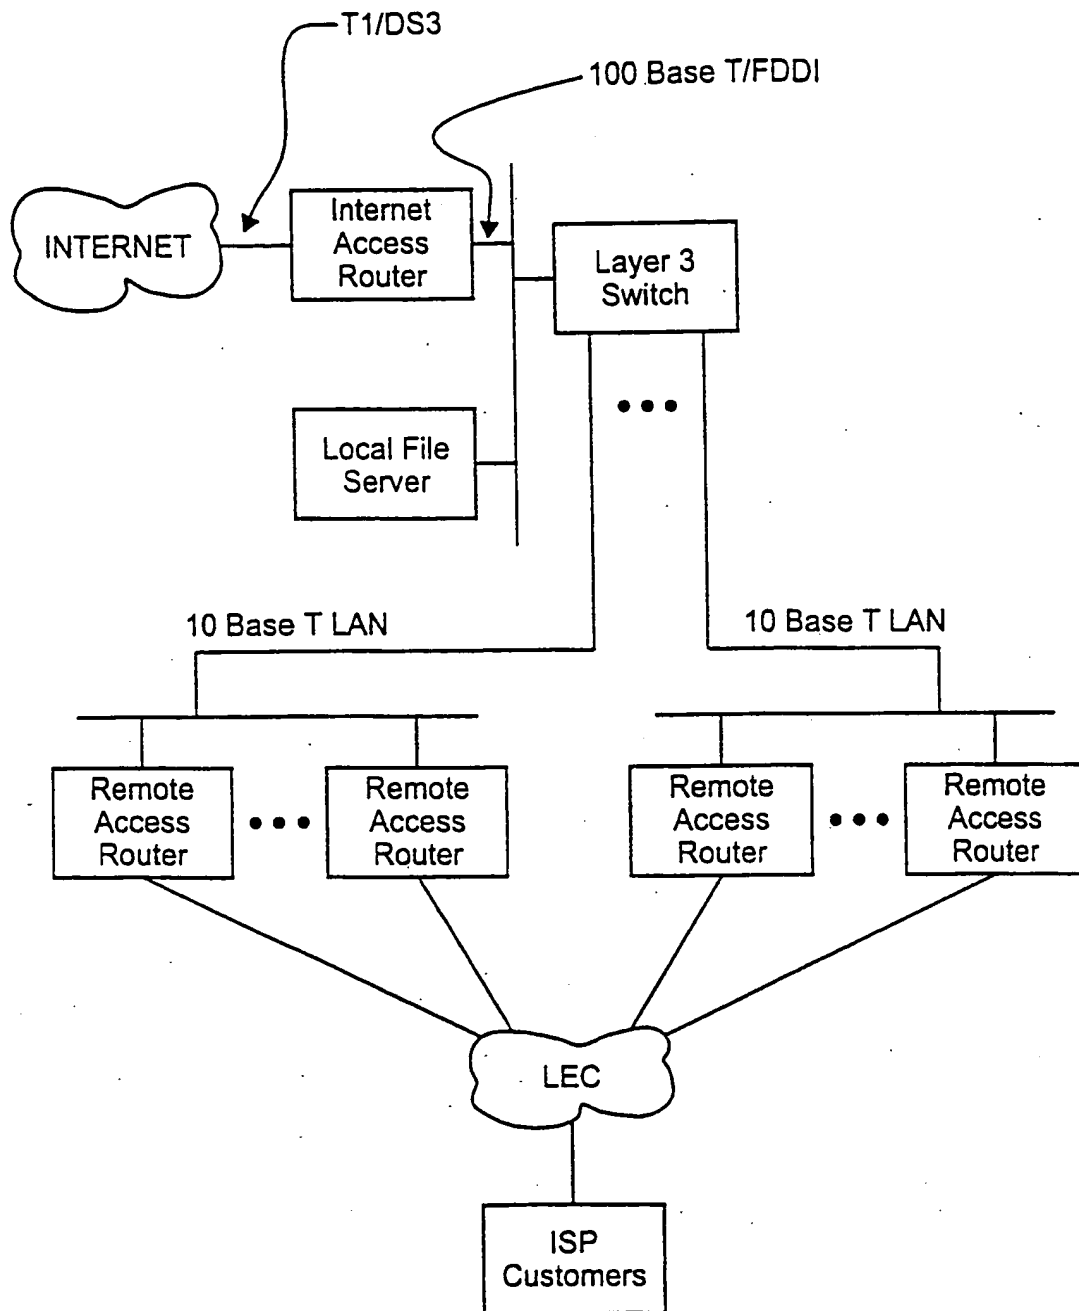 T1/DS3
100 Base T/FDDI
INTERNET
Internet
Access
Router
Layer 3
Switch
Local File
Server
10 Base T LAN
10 Base T LAN
Remote
Access
Router
Remote
Access
Router
Remote
Access
Router
Remote
Access
Router
LEC
ISP
Customers